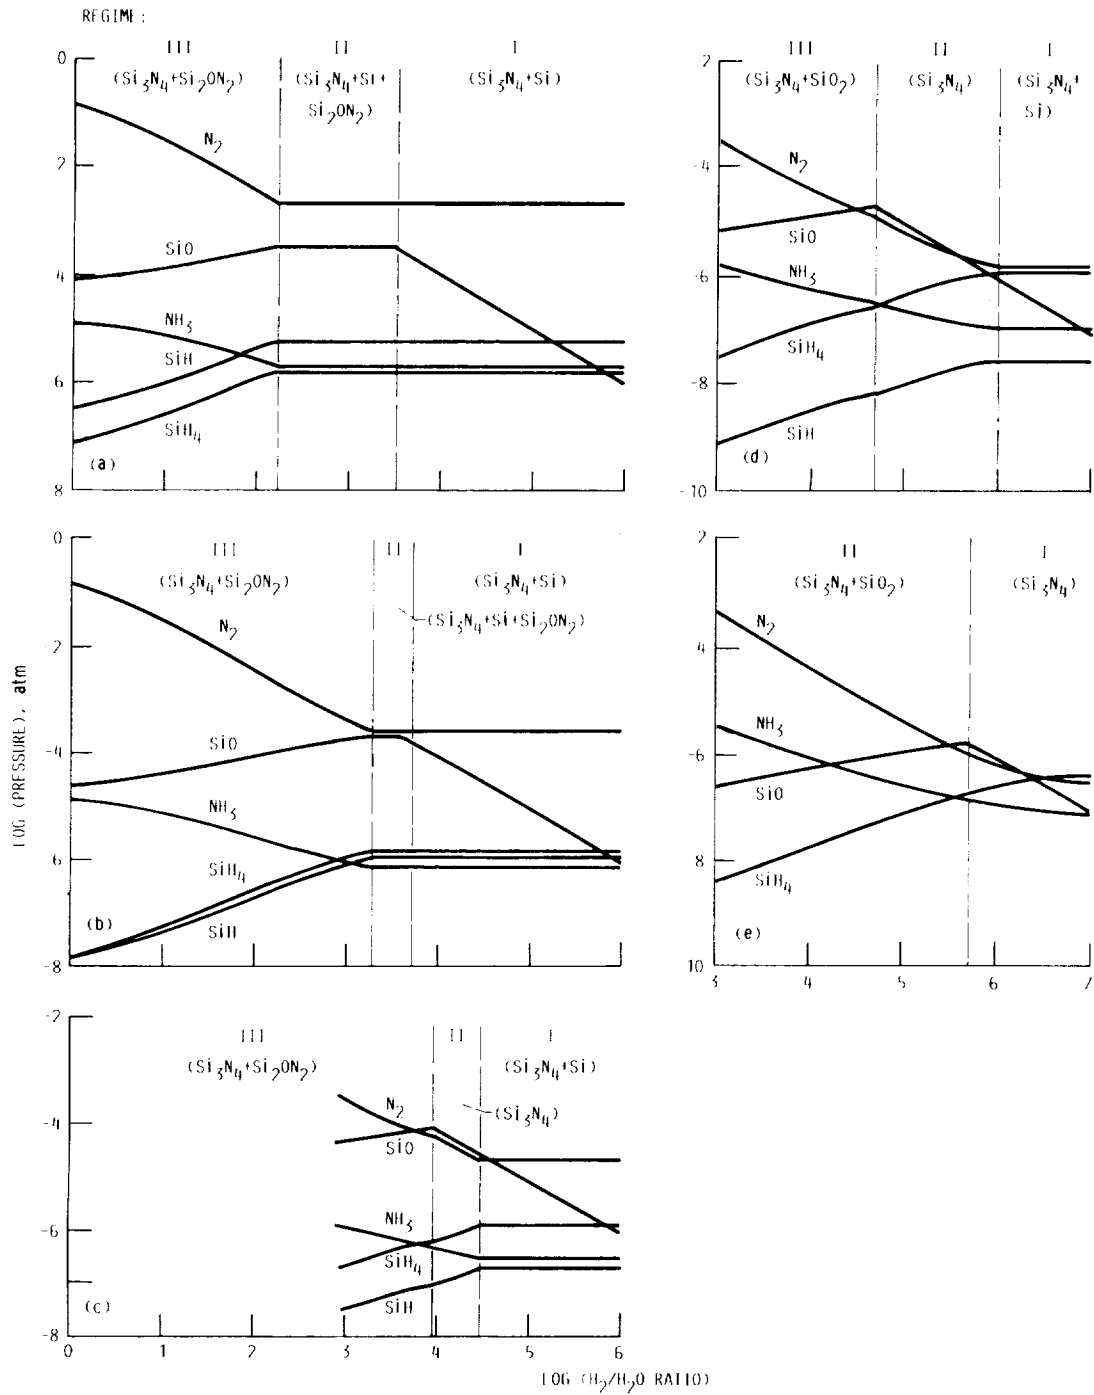 REGIME:
III
II
I
(Si3N4+Si2ON2)
(Si3N4+Si+
Si2ON2)
(Si3N4+Si)
0
2
4
6
8
N2
SiO
NH3
SiH
SiH4
(a)
III
II
I
(Si3N4+SiO2)
(Si3N4)
(Si3N4+
Si)
-2
-4
-6
-8
-10
N2
SiO
NH3
SiH4
SiH
(d)
0
-2
-4
6
-8
III
II
I
(Si3N4+Si2ON2)
(Si3N4+Si)
(Si3N4+Si+Si2ON2)
N2
SiO
NH3
SiH4
SiH
(b)
LOG (PRESSURE), atm
2
4
-6
8
10
II
I
(Si3N4+SiO2)
(Si3N4)
N2
NH3
SiO
SiH4
(e)
3 4 5 6 7
-2
-4
-6
-8
III
II
I
(Si3N4+Si2ON2)
(Si3N4+Si)
(Si3N4)
N2
SiO
NH3
SiH4
SiH
(c)
0 1 2 3 4 5 6
LOG (H2/H2O RATIO)